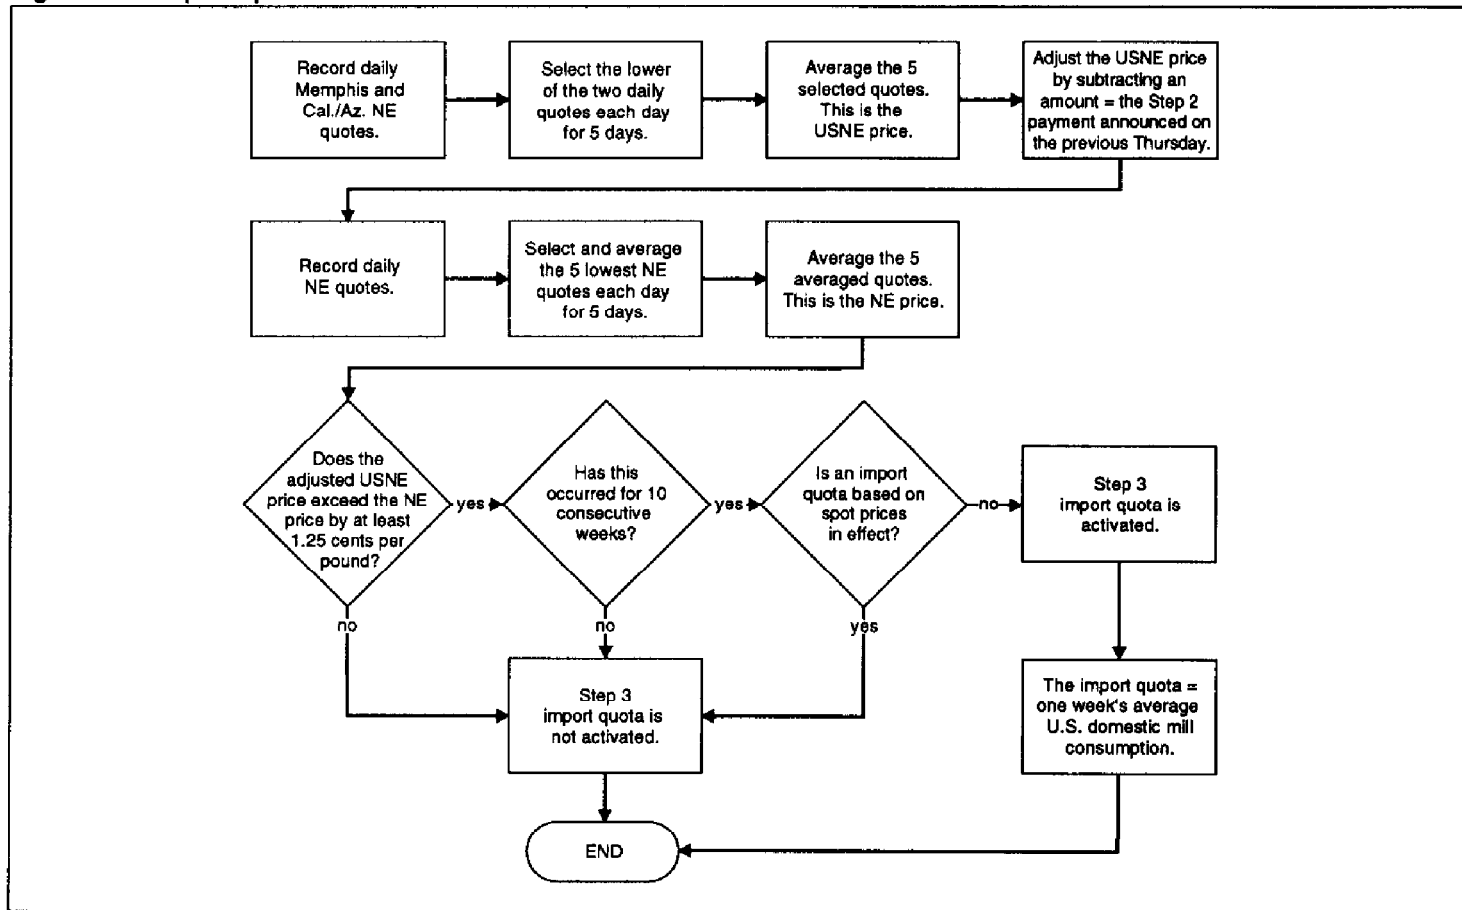 Record daily
Memphis and
Cal./Az. NE
quotes.
Select the lower
of the two daily
quotes each day
for 5 days.
Average the 5
selected quotes.
This is the
USNE price.
Adjust the USNE price
by subtracting an
amount = the Step 2
payment announced on
the previous Thursday.
Record daily
NE quotes.
Select and average
the 5 lowest NE
quotes each day
for 5 days.
Average the 5
averaged quotes.
This is the NE price.
Does the
adjusted USNE
price exceed the NE
price by at least
1.25 cents per
pound?
yes
Has this
occurred for 10
consecutive
weeks?
yes
Is an import
quota based on
spot prices
in effect?
no
Step 3
import quota is
activated.
no
no
yes
Step 3
import quota is
not activated.
The import quota =
one week's average
U.S. domestic mill
consumption.
END